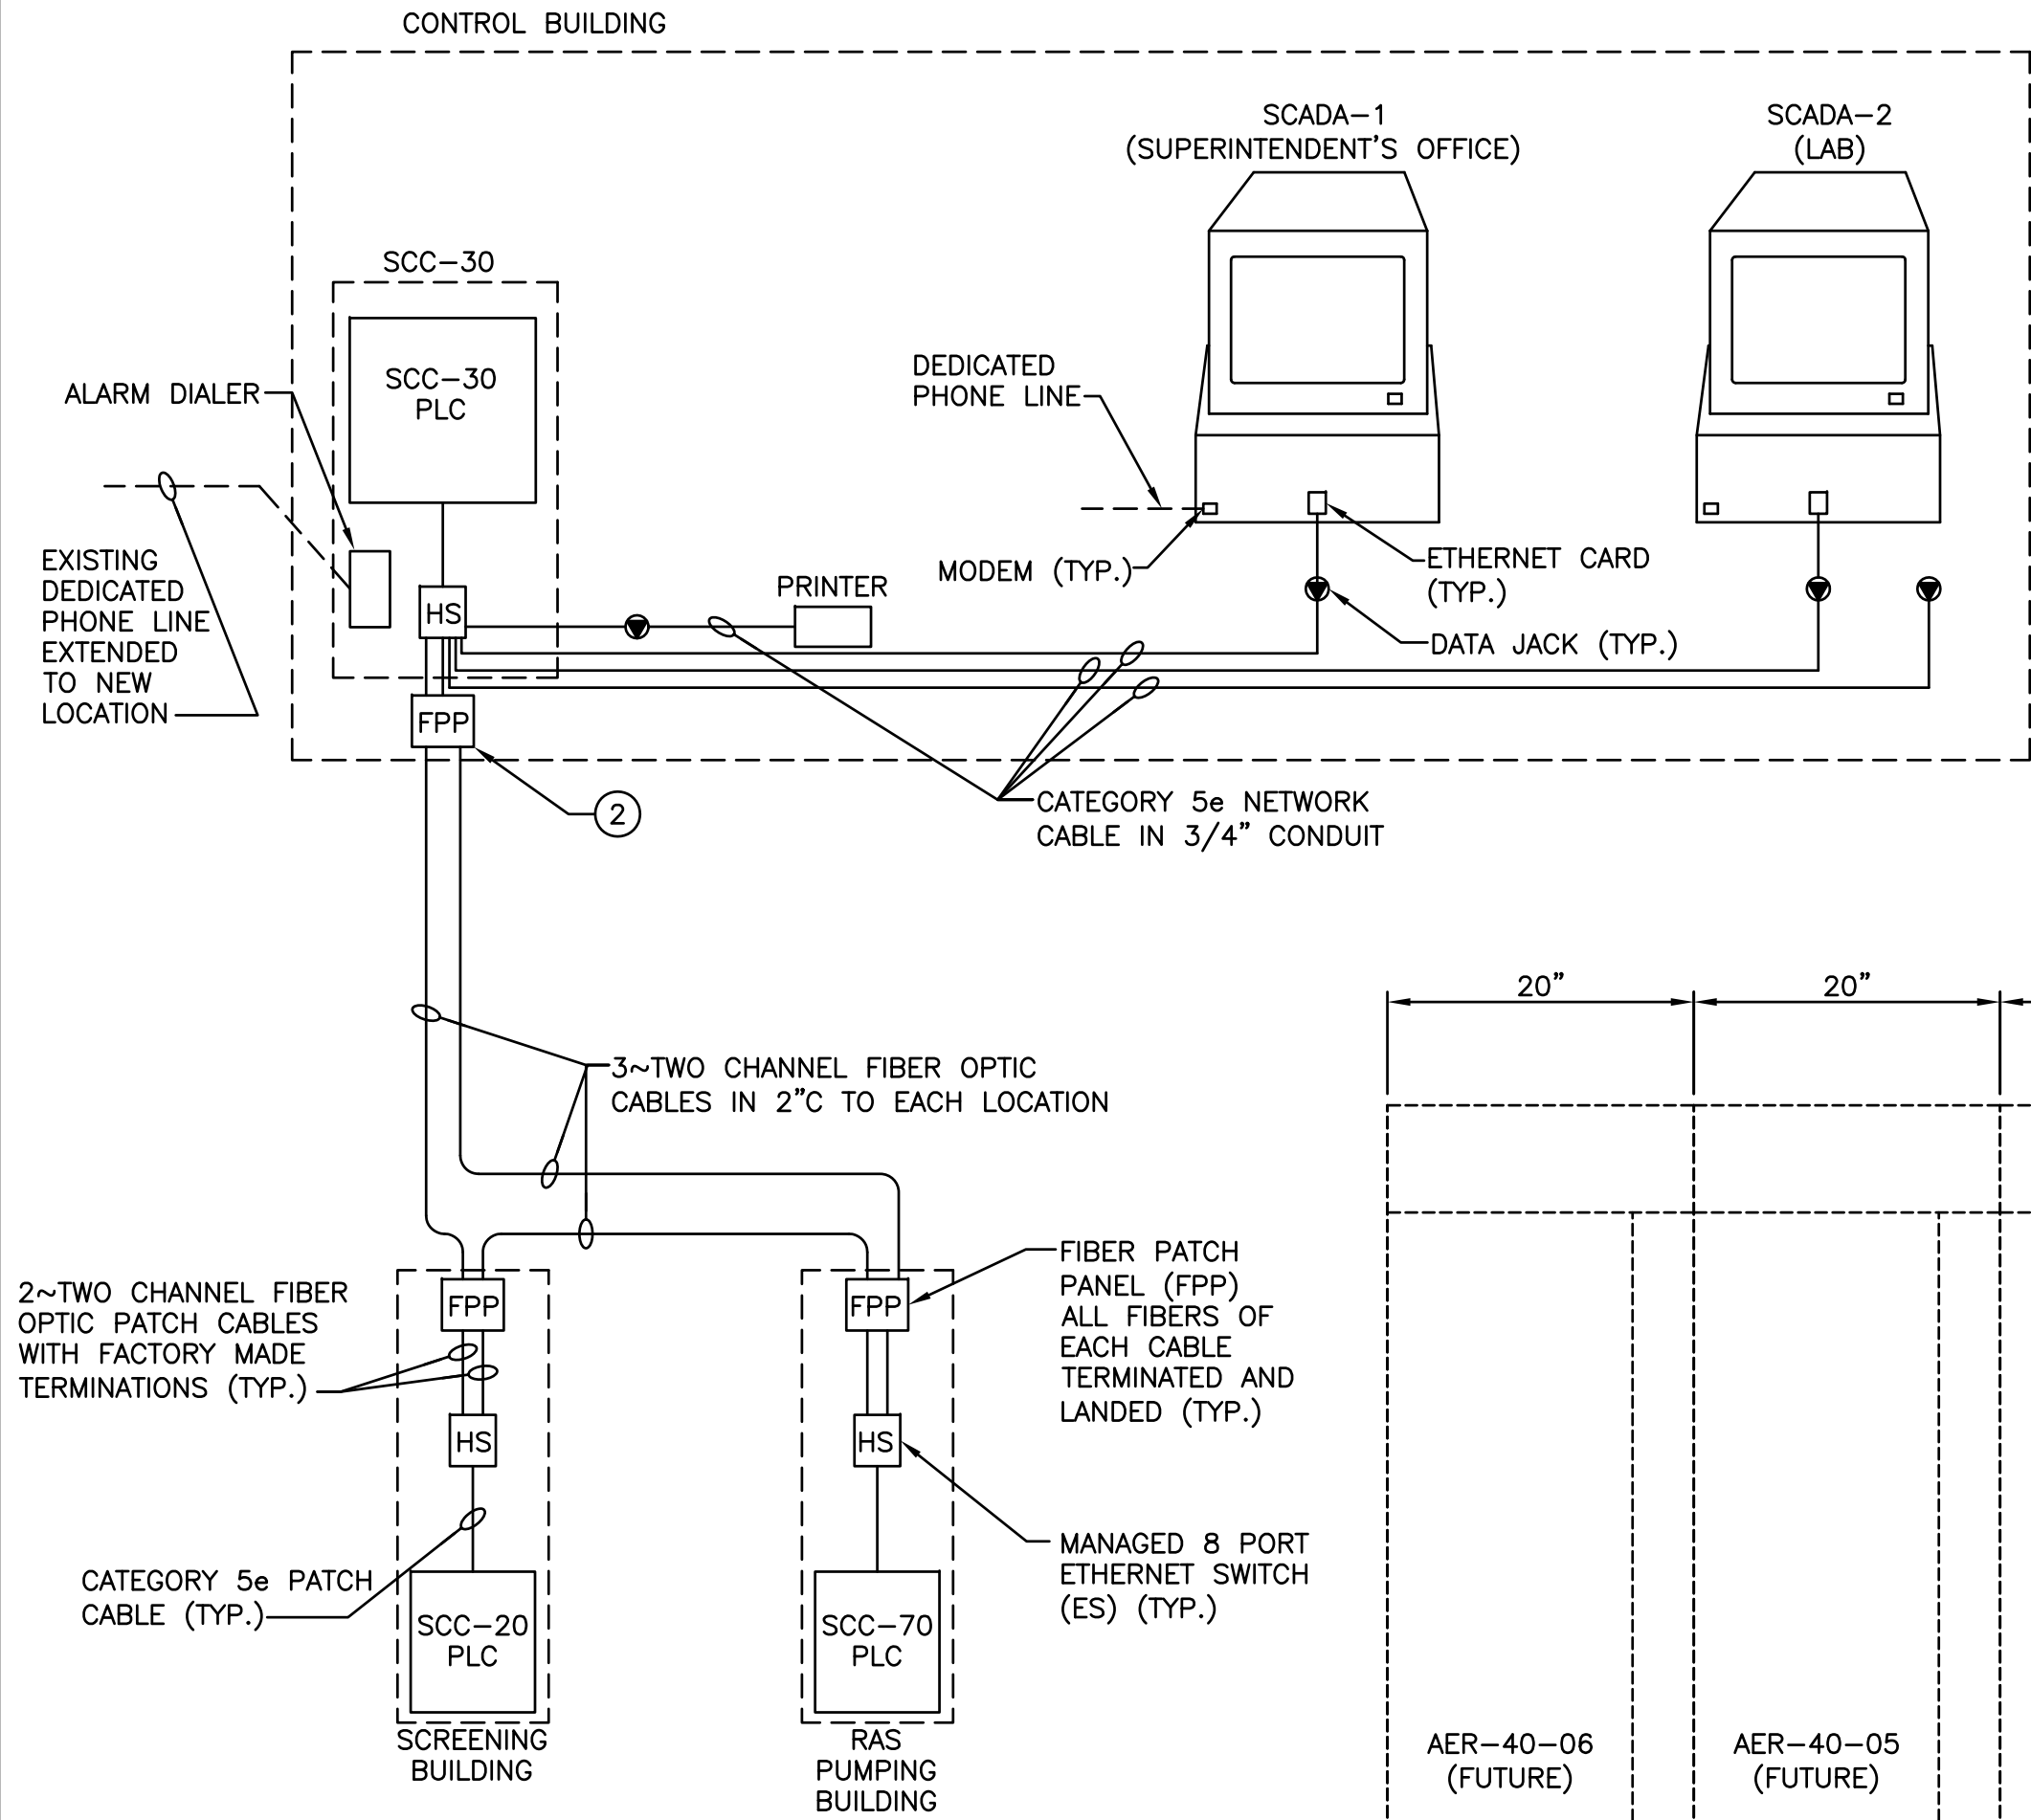 CONTROL BUILDING
SCADA-1
(SUPERINTENDENT'S OFFICE)
SCADA-2
(LAB)
SCC-30
SCC-30
PLC
ALARM DIALER
DEDICATED
PHONE LINE
EXISTING
DEDICATED
PHONE LINE
EXTENDED
TO NEW
LOCATION
HS
PRINTER
MODEM (TYP.)
ETHERNET CARD
(TYP.)
DATA JACK (TYP.)
FPP
2
CATEGORY 5e NETWORK
CABLE IN 3/4" CONDUIT
20"
20"
3~TWO CHANNEL FIBER OPTIC
CABLES IN 2"C TO EACH LOCATION
2~TWO CHANNEL FIBER
OPTIC PATCH CABLES
WITH FACTORY MADE
TERMINATIONS (TYP.)
FPP
FPP
FIBER PATCH
PANEL (FPP)
ALL FIBERS OF
EACH CABLE
TERMINATED AND
LANDED (TYP.)
HS
HS
MANAGED 8 PORT
ETHERNET SWITCH
(ES) (TYP.)
CATEGORY 5e PATCH
CABLE (TYP.)
SCC-20
PLC
SCC-70
PLC
SCREENING
BUILDING
RAS
PUMPING
BUILDING
AER-40-06
(FUTURE)
AER-40-05
(FUTURE)